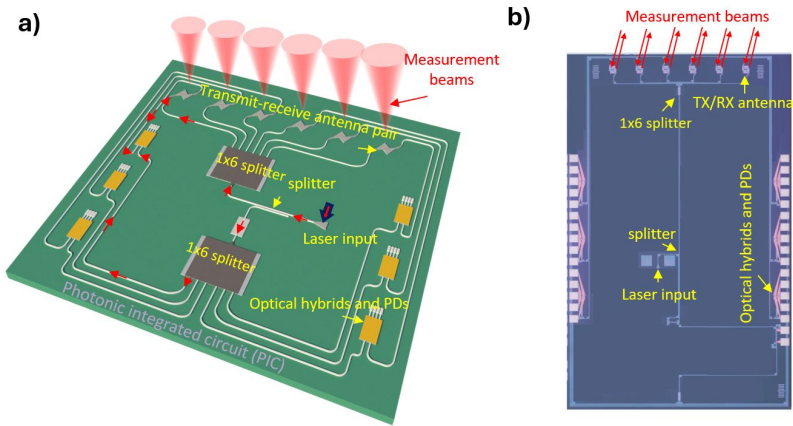 a)
Measurement
beams
Transmit-receive antenna pair
1x6 splitter
splitter
Laser input
1x6 splitter
Optical hybrids and PDs
Photonic integrated circuit (PIC)
b)
Measurement beams
TX/RX antenna
1x6 splitter
splitter
Laser input
Optical hybrids and PDs